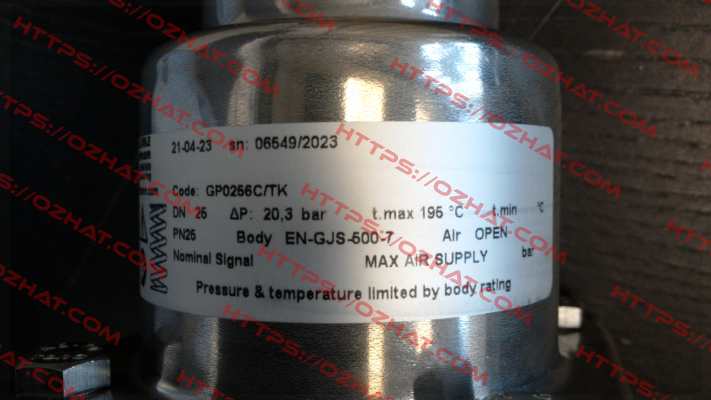 21-04-23 sn: 06549/2023
Code: GP0256C/TK
DN 25 ΔP: 20,3 bar t.max 195 °C t.min °C
PN25 Body EN-GJS-500-7 Air OPEN
Nominal Signal MAX AIR SUPPLY bar
Pressure & temperature limited by body rating
HTTPS://OZHAT.COM